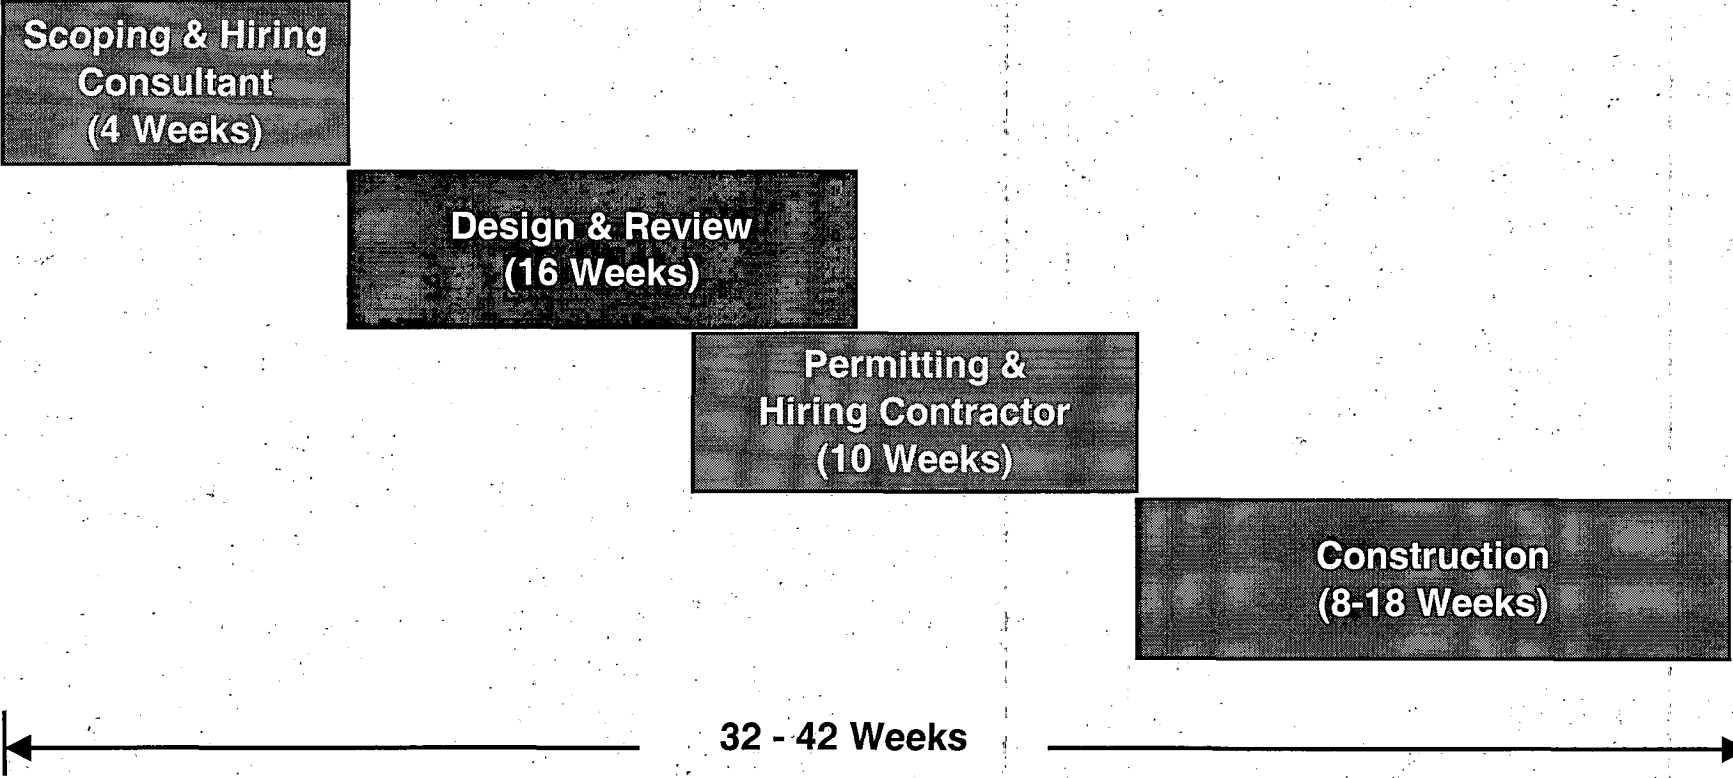 Scoping & Hiring
Consultant
(4 Weeks)
Design & Review
(16 Weeks)
Permitting &
Hiring Contractor
(10 Weeks)
Construction
(8-18 Weeks)
32 - 42 Weeks